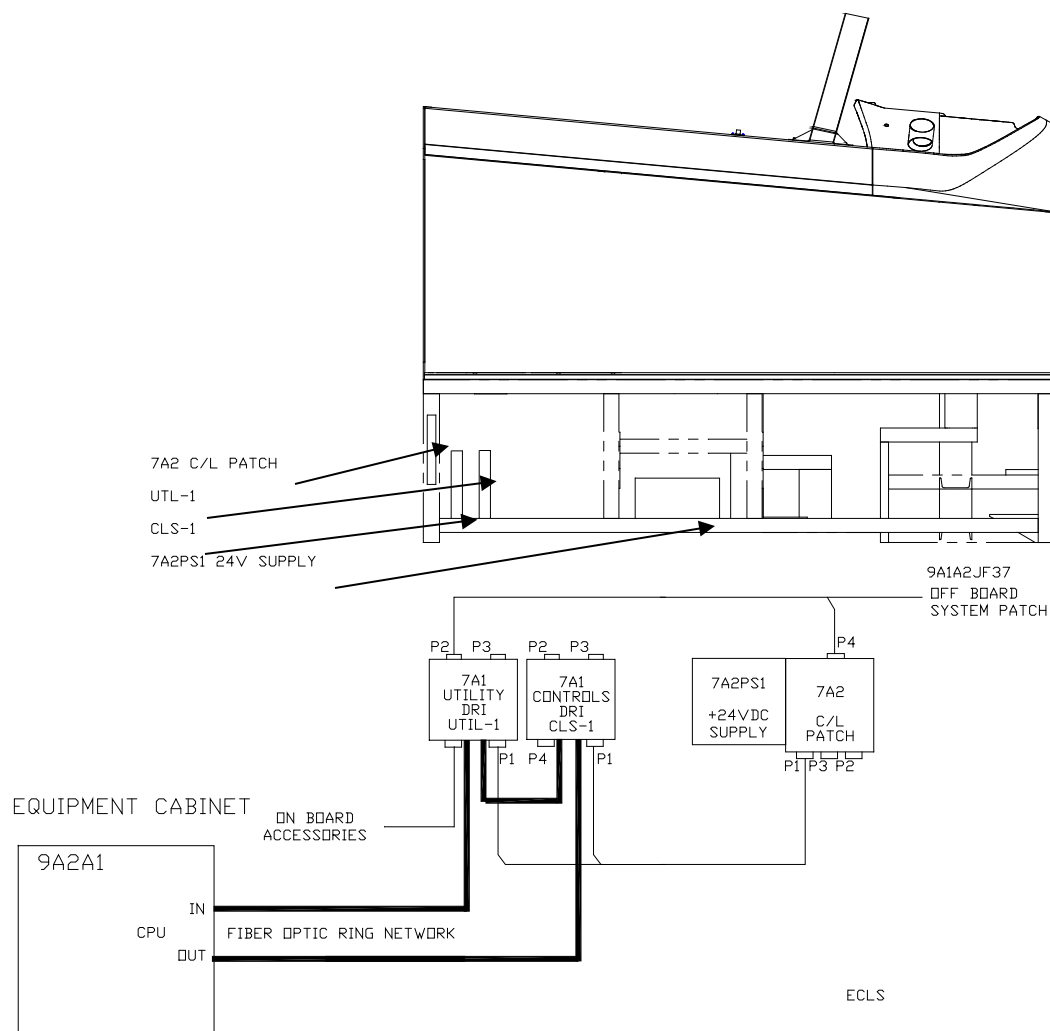 7A2 C/L PATCH
UTL-1
CLS-1
7A2PS1 24V SUPPLY
9A1A2JF37
OFF BOARD
SYSTEM PATCH
P2 P3 P2 P3 P4
7A1
UTILITY
DRI
UTIL-1
7A1
CONTROLS
DRI
CLS-1
7A2PS1
+24VDC
SUPPLY
7A2
C/L
PATCH
P1 P4 P1 P1 P3 P2
EQUIPMENT CABINET
ON BOARD
ACCESSORIES
9A2A1
IN
CPU FIBER OPTIC RING NETWORK
OUT
ECLS